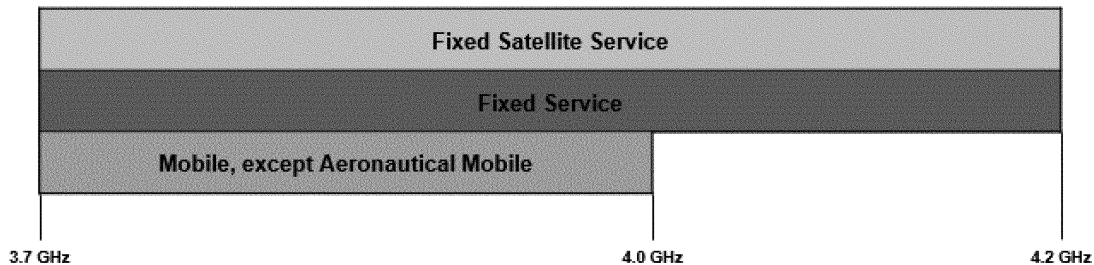 Fixed Satellite Service
Fixed Service
Mobile, except Aeronautical Mobile
3.7 GHz 4.0 GHz 4.2 GHz